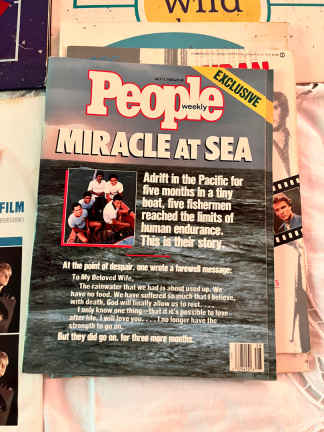 wild
People
weekly
EXCLUSIVE
MIRACLE AT SEA
Adrift in the Pacific for
five months in a tiny
boat, five fishermen
reached the limits of
human endurance.
This is their story.
At the point of despair, one wrote a farewell message:
To My Beloved Wife,
The rainwater that we had is about used up. We
have no food. We have suffered so much that I believe,
with death, God will finally allow us to rest.
I only know one thing—that it's possible to love
after life. I will love you. . . . I no longer have the
strength to go on.
But they did go on, for three more months.
FILM